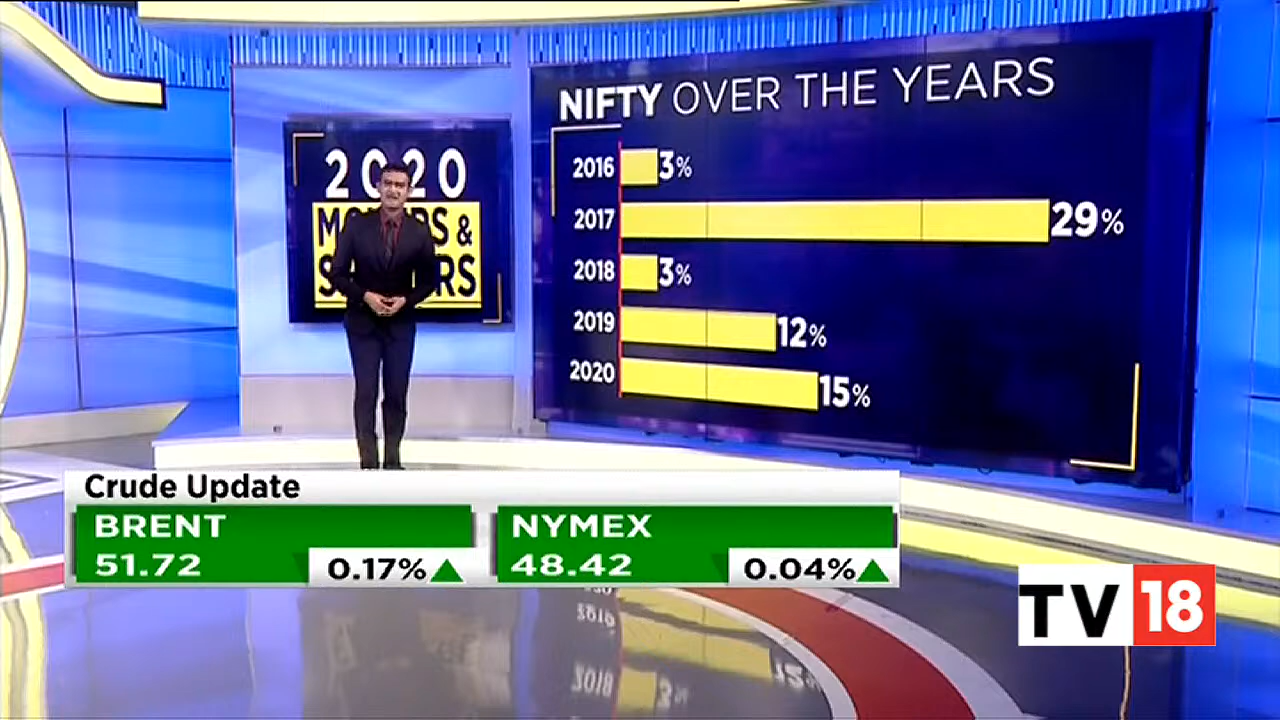 NIFTY OVER THE YEARS
2016 3%
2017 29%
2018 3%
2019 12%
2020 15%
2020
&
Crude Update
BRENT
51.72 0.17%
NYMEX
48.42 0.04%
TV18